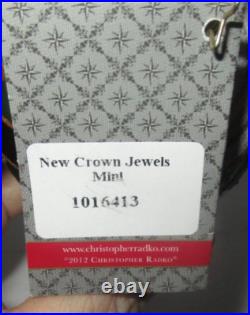 New Crown Jewels
Mini
1016413
www.christopherradko.com
©2012 CHRISTOPHER RADKO®